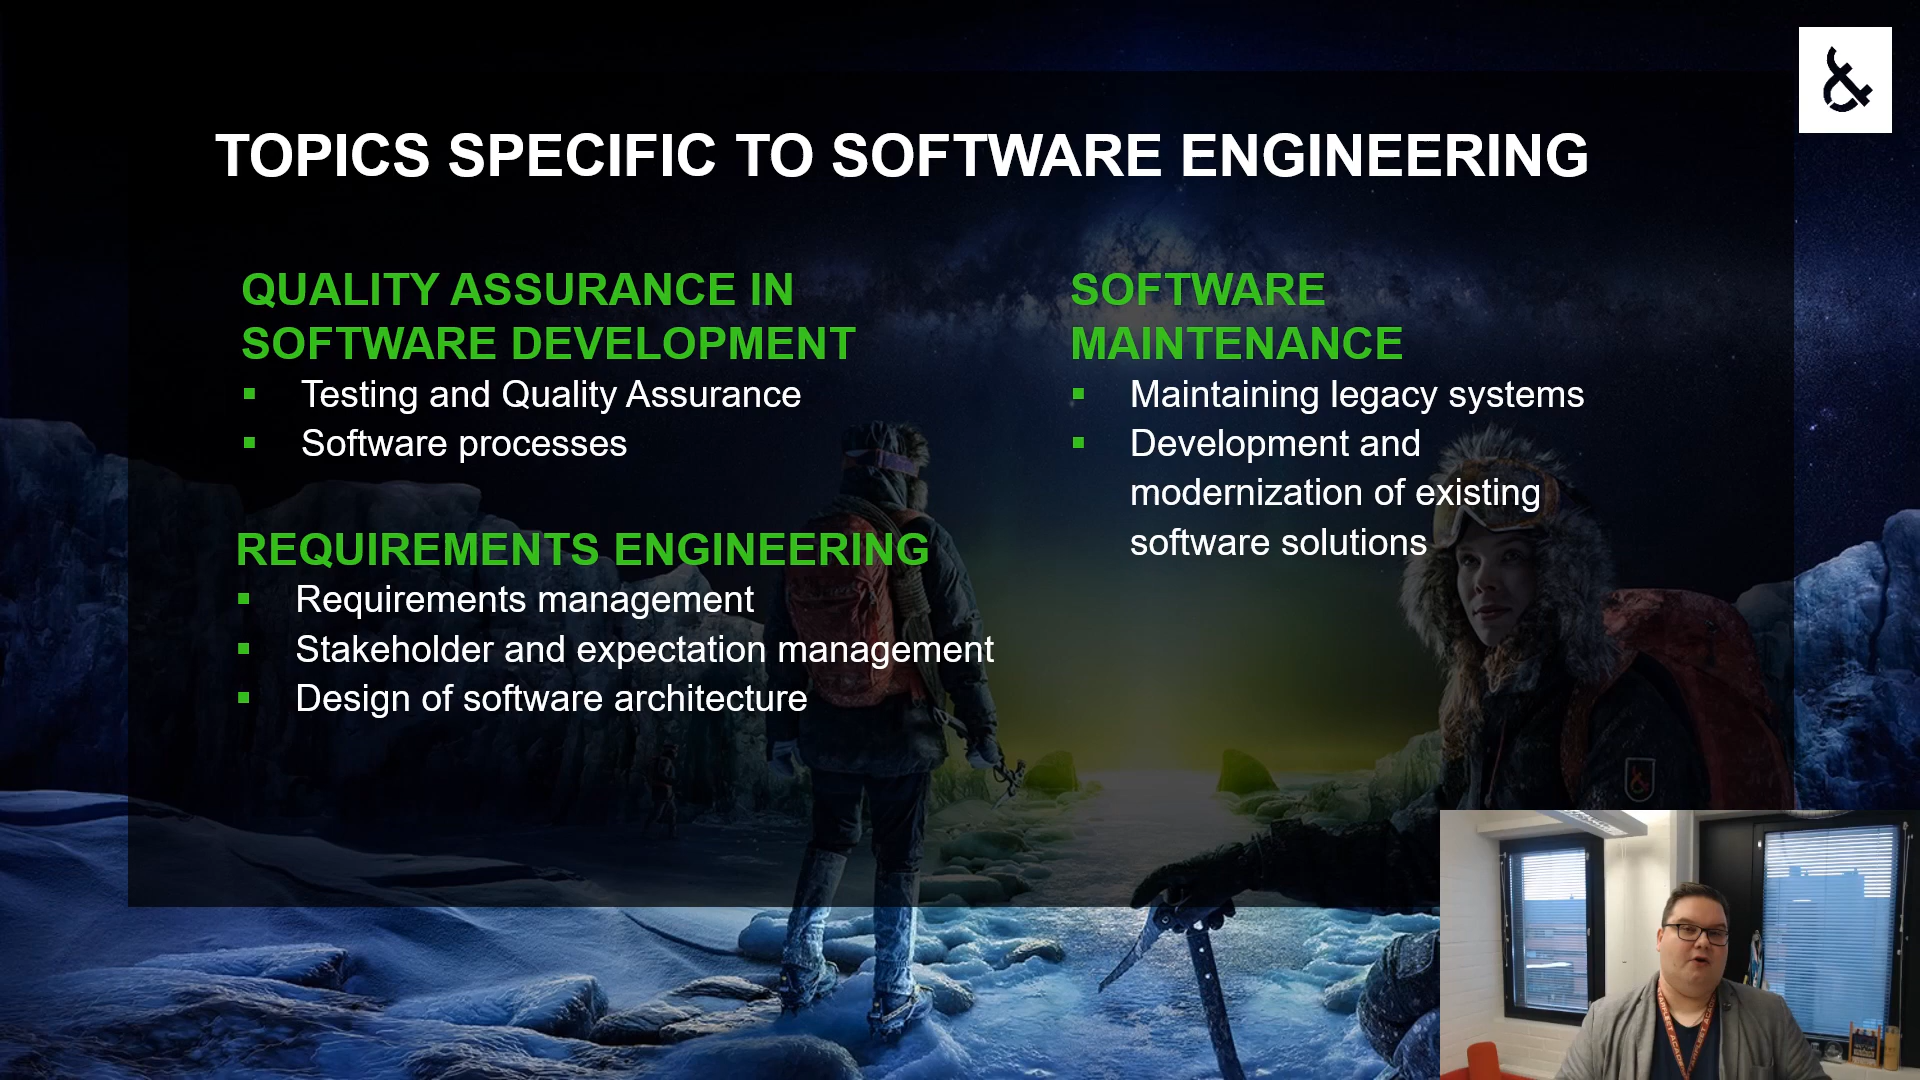 &
TOPICS SPECIFIC TO SOFTWARE ENGINEERING
QUALITY ASSURANCE IN
SOFTWARE DEVELOPMENT
Testing and Quality Assurance
Software processes
REQUIREMENTS ENGINEERING
Requirements management
Stakeholder and expectation management
Design of software architecture
SOFTWARE
MAINTENANCE
Maintaining legacy systems
Development and
modernization of existing
software solutions